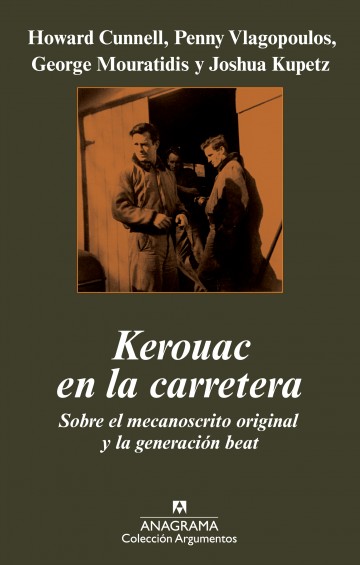 Howard Cunnell, Penny Vlagopoulos,
George Mouratidis y Joshua Kupetz
Kerouac
en la carretera
Sobre el mecanoscrito original
y la generación beat
ANAGRAMA
Colección Argumentos